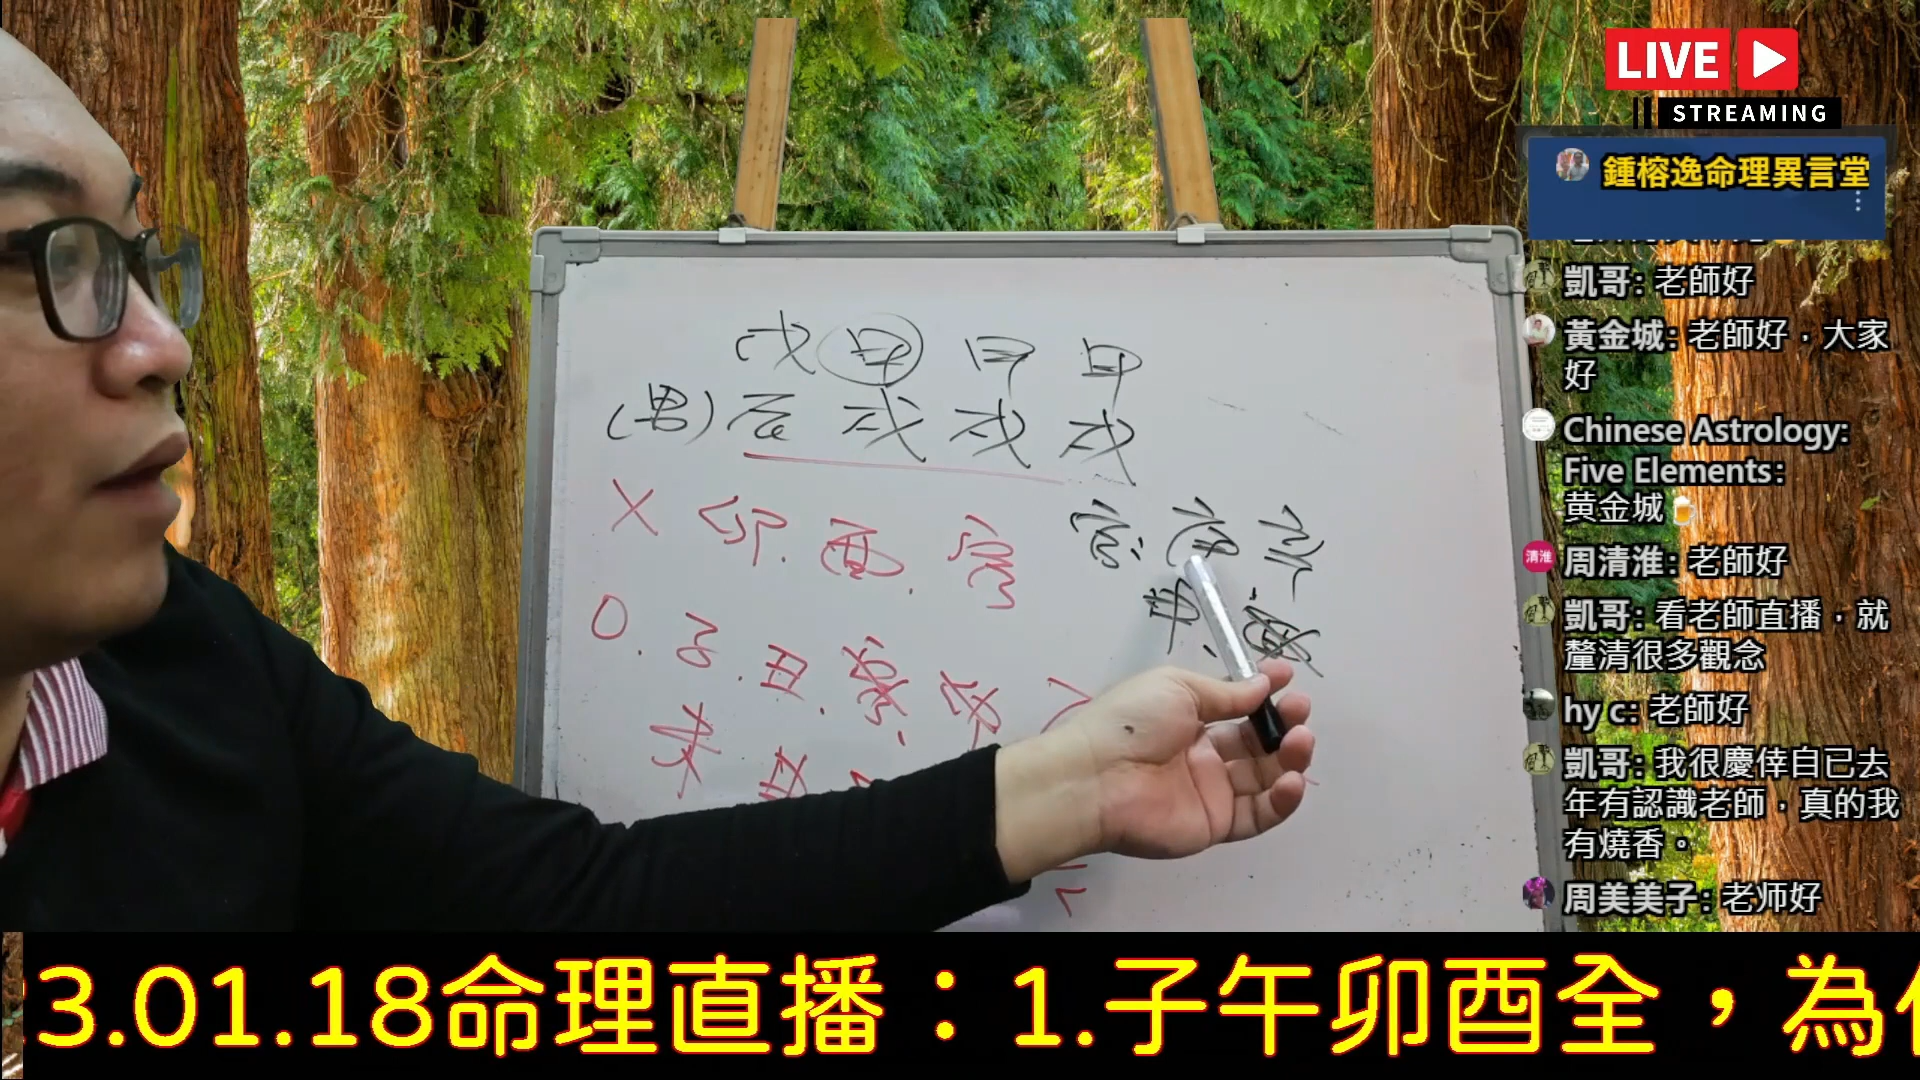 LIVE
STREAMING
鍾榕逸命理異言堂
凱哥: 老師好
黃金城: 老師好，大家
好
Chinese Astrology:
Five Elements:
黃金城🍺
清淮
周清淮: 老師好
凱哥: 看老師直播，就
釐清很多觀念
hy c: 老師好
凱哥: 我很慶倖自已去
年有認識老師，真的我
有燒香。
周美美子: 老师好
戊甲甲甲
(男)辰戌戌戌
X 卯.酉.
O.子.丑.
未
3.01.18命理直播：1.子午卯酉全，為